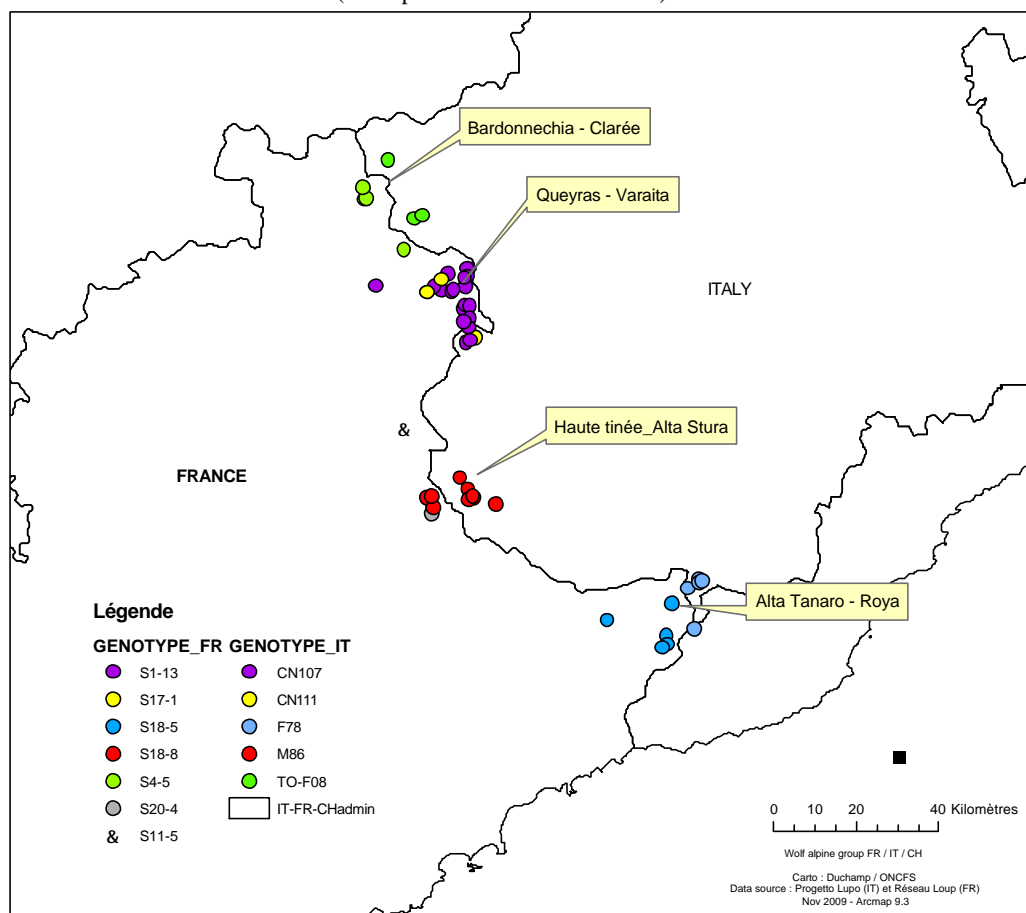 Bardonnechia - Clarée
Queyras - Varaita
ITALY
Haute tinée_Alta Stura
&
FRANCE
Alta Tanaro - Roya
Légende
GENOTYPE_FR GENOTYPE_IT
S1-13 CN107
S17-1 CN111
S18-5 F78
S18-8 M86
S4-5 TO-F08
S20-4 IT-FR-CHadmin
& S11-5
0 10 20 40 Kilomètres
Wolf alpine group FR / IT / CH
Carto : Duchamp / ONCFS
Data source : Progetto Lupo (IT) et Réseau Loup (FR)
Nov 2009 - Arcmap 9.3